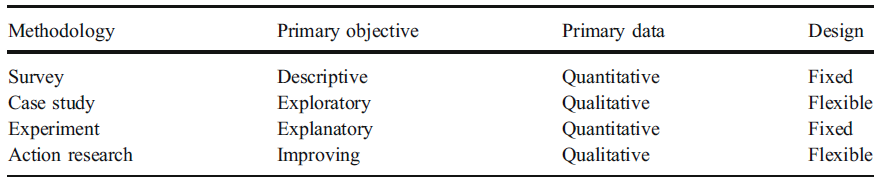 Methodology Primary objective Primary data Design
Survey Descriptive Quantitative Fixed
Case study Exploratory Qualitative Flexible
Experiment Explanatory Quantitative Fixed
Action research Improving Qualitative Flexible